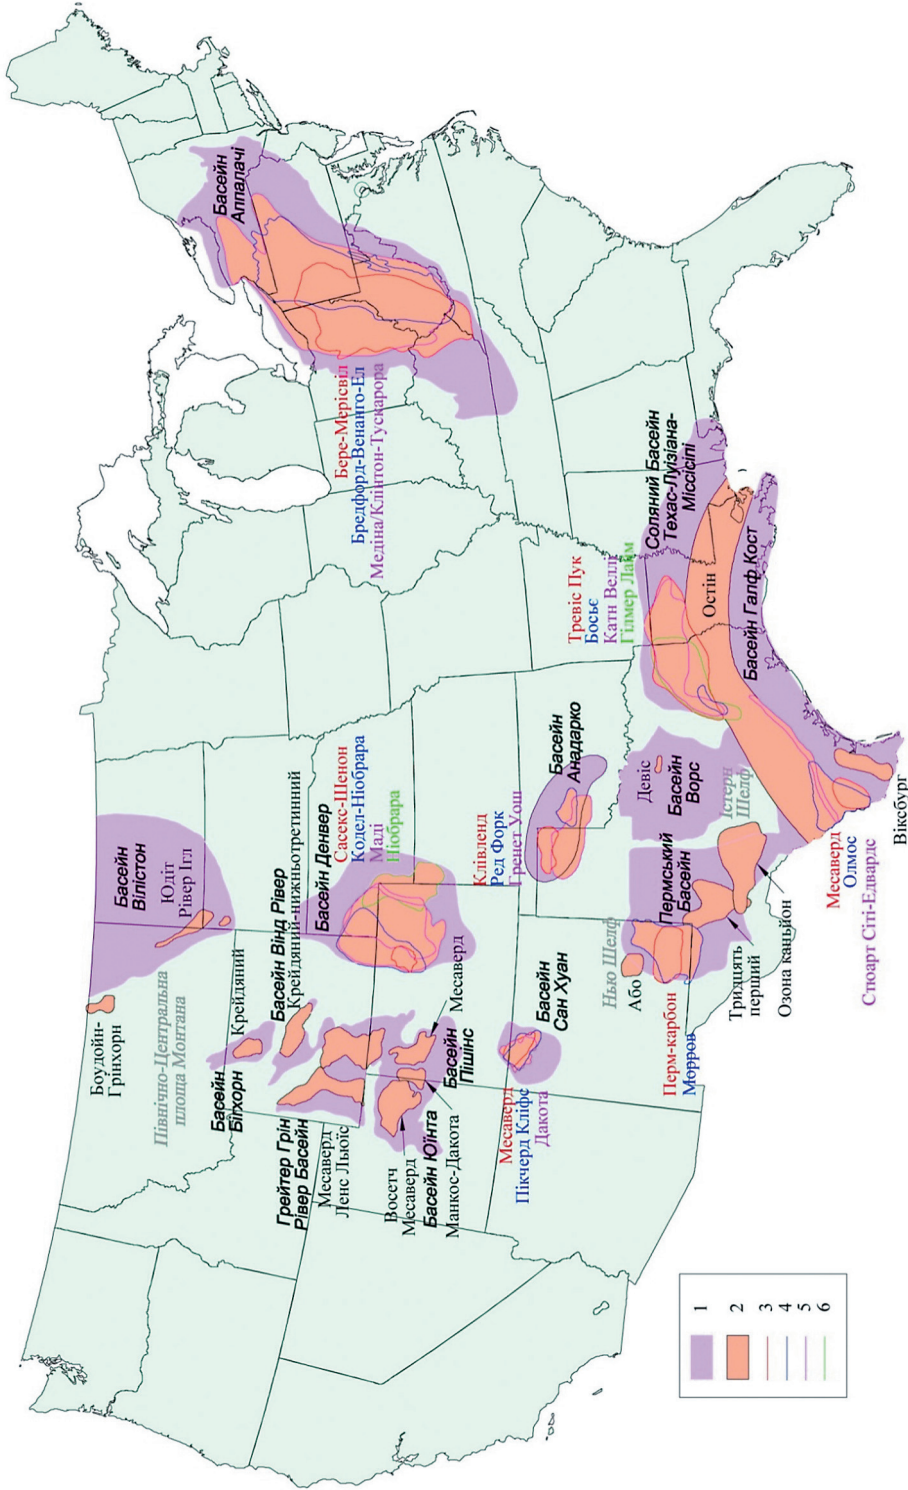 Боудойн-
Грінхорн
Північно-Центральна
площа Монтана
Басейн
Вілістон
Юдіт
Рівер Ігл
Басейн
Бігхорн
Крейдяний
Басейн Вінд Рівер
Крейдяний-нижньотретинний
Грейтер Грін
Рівер Басейн
Месаверд
Ленс Льюїс
Басейн Денвер
Сасекс-Шенон
Кодел-Ніобрара
Мадді
Ніобрара
Восетч
Месаверд
Басейн Юїнта
Манкос-Дакота
Басейн
Пішінс
Месаверд
Басейн
Аппалачі
Бере-Мерісвіл
Бредфорд-Венанго-Ел
Медіна/Клінтон-Тускарора
Месаверд
Пікчерд Кліфс
Дакота
Басейн
Сан Хуан
Клівленд
Ред Форк
Гренет Уош
Басейн
Анадарко
Тревіс Пук
Босьє
Катн Веллі
Гілмер Лайм
Соляний Басейн
Техас-Луїзіана-
Міссісіпі
Нью Шелф
Або
Перм-карбон
Морров
Пермський
Басейн
Девіс
Басейн
Ворс
Істерн
Шелф
Остін
Басейн Галф Кост
Тридцять
перший
Озона каньйон
Месаверд
Олмос
Стюарт Сіті-Едвардс
Віксбург
1
2
3
4
5
6